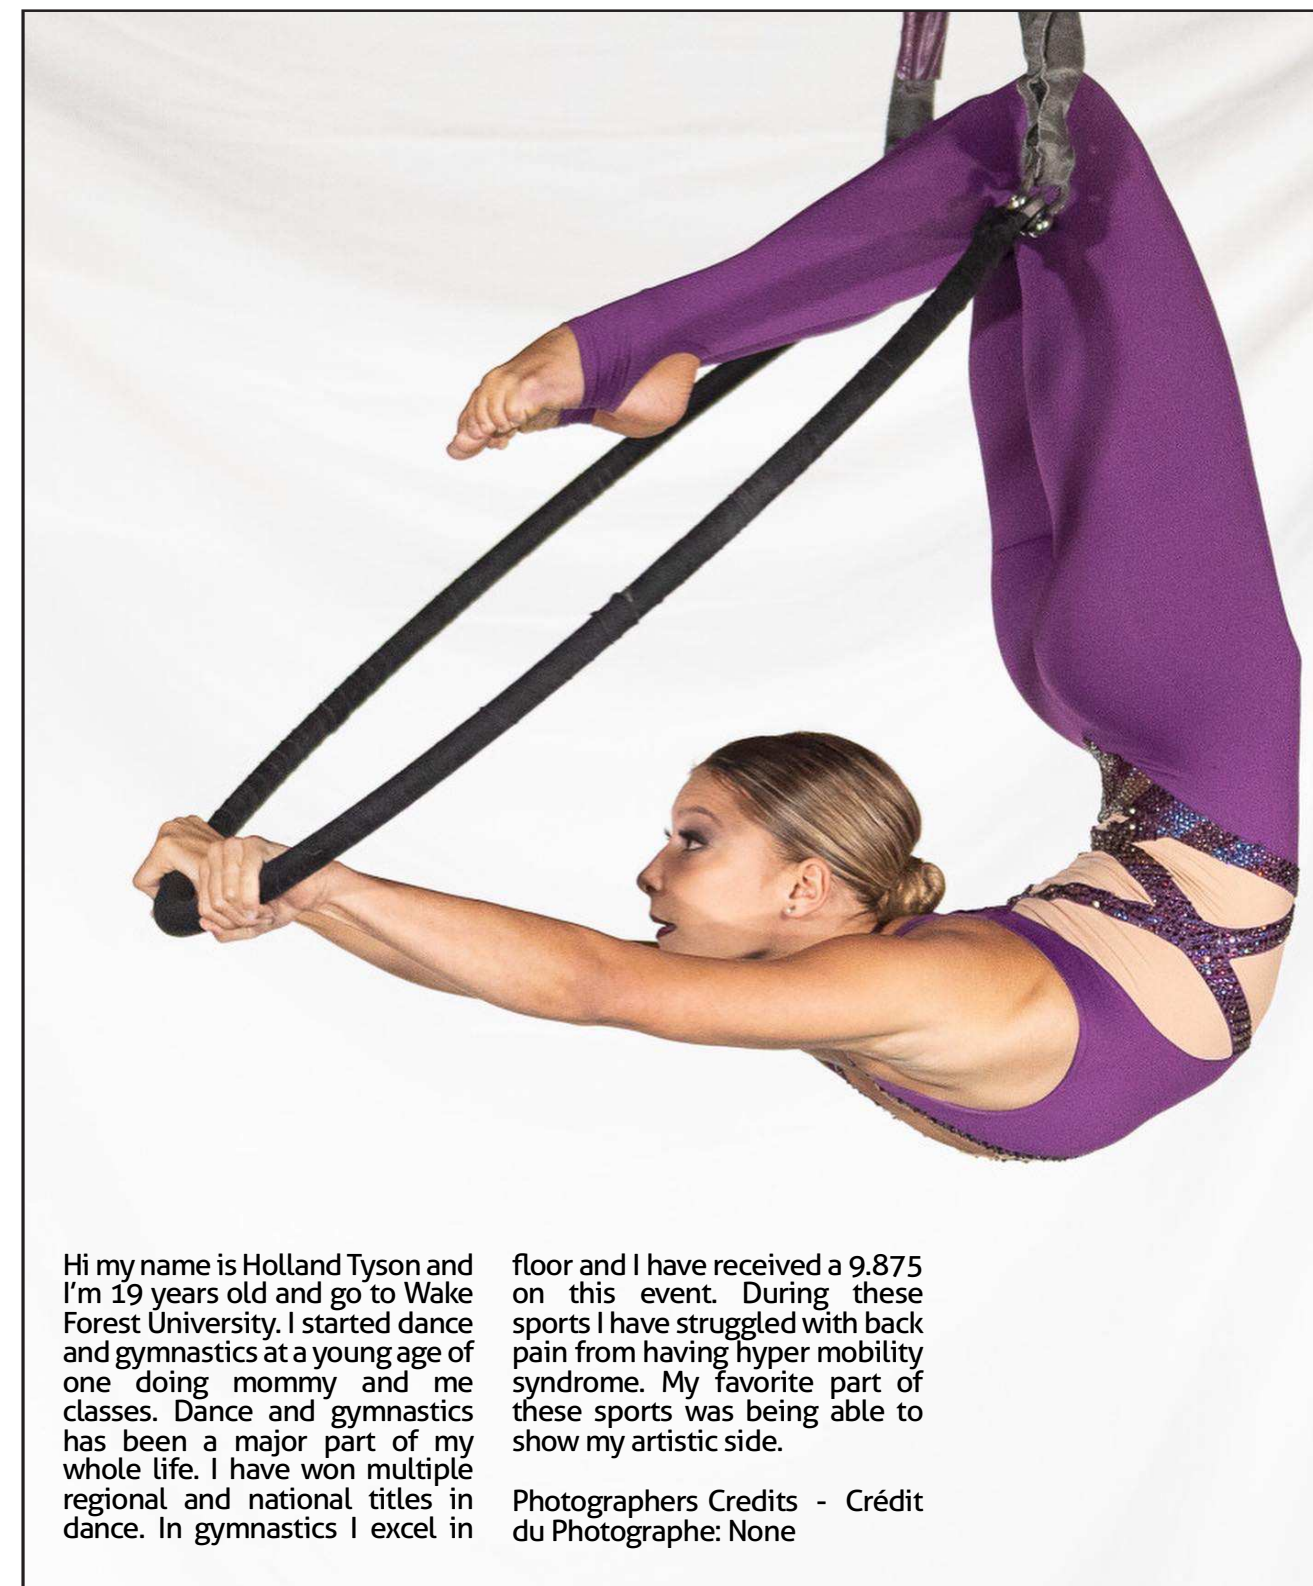 Hi my name is Holland Tyson and
I'm 19 years old and go to Wake
Forest University. I started dance
and gymnastics at a young age of
one doing mommy and me
classes. Dance and gymnastics
has been a major part of my
whole life. I have won multiple
regional and national titles in
dance. In gymnastics I excel in
floor and I have received a 9.875
on this event. During these
sports I have struggled with back
pain from having hyper mobility
syndrome. My favorite part of
these sports was being able to
show my artistic side.
Photographers Credits - Crédit
du Photographe: None